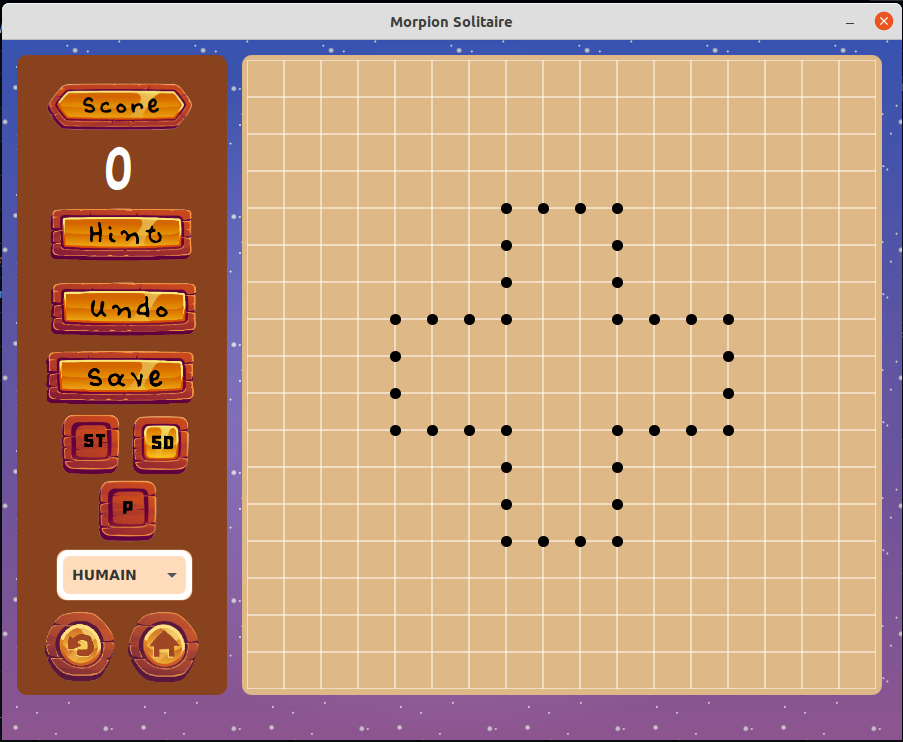 Morpion Solitaire
Score
0
Hint
Undo
Save
5T 5D
P
HUMAIN